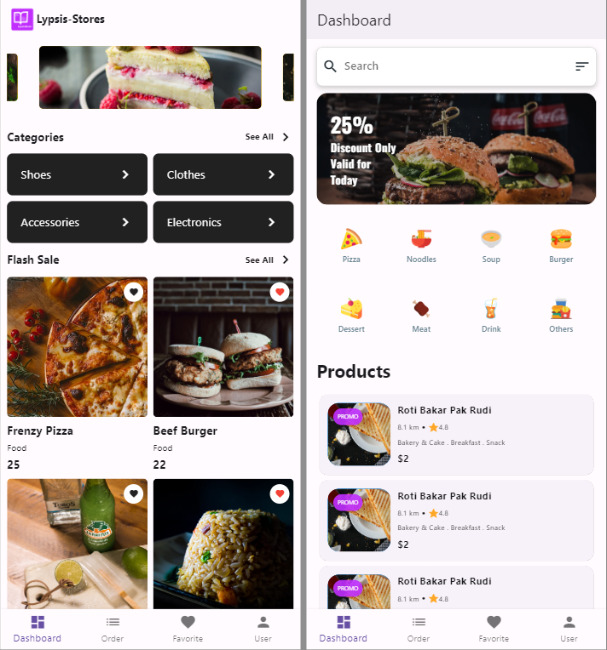 Lypsis-Stores
Categories
See All
Shoes
Clothes
Accessories
Electronics
Flash Sale
See All
Frenzy Pizza
Food
25
Beef Burger
Food
22
Dashboard
Order
Favorite
User
Dashboard
Search
25%
Discount Only
Valid for
Today
Coca-Cola
Pizza
Noodles
Soup
Burger
Dessert
Meat
Drink
Others
Products
PROMO
Roti Bakar Pak Rudi
8.1 km • ⭐4.8
Bakery & Cake . Breakfast . Snack
$2
PROMO
Roti Bakar Pak Rudi
8.1 km • ⭐4.8
Bakery & Cake . Breakfast . Snack
$2
PROMO
Roti Bakar Pak Rudi
8.1 km • ⭐4.8
Dashboard
Order
Favorite
User